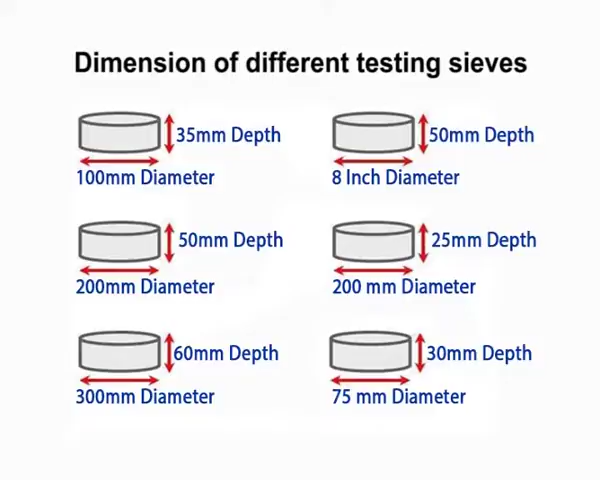 Dimension of different testing sieves
35mm Depth
100mm Diameter
50mm Depth
8 Inch Diameter
50mm Depth
200mm Diameter
25mm Depth
200 mm Diameter
60mm Depth
300mm Diameter
30mm Depth
75 mm Diameter